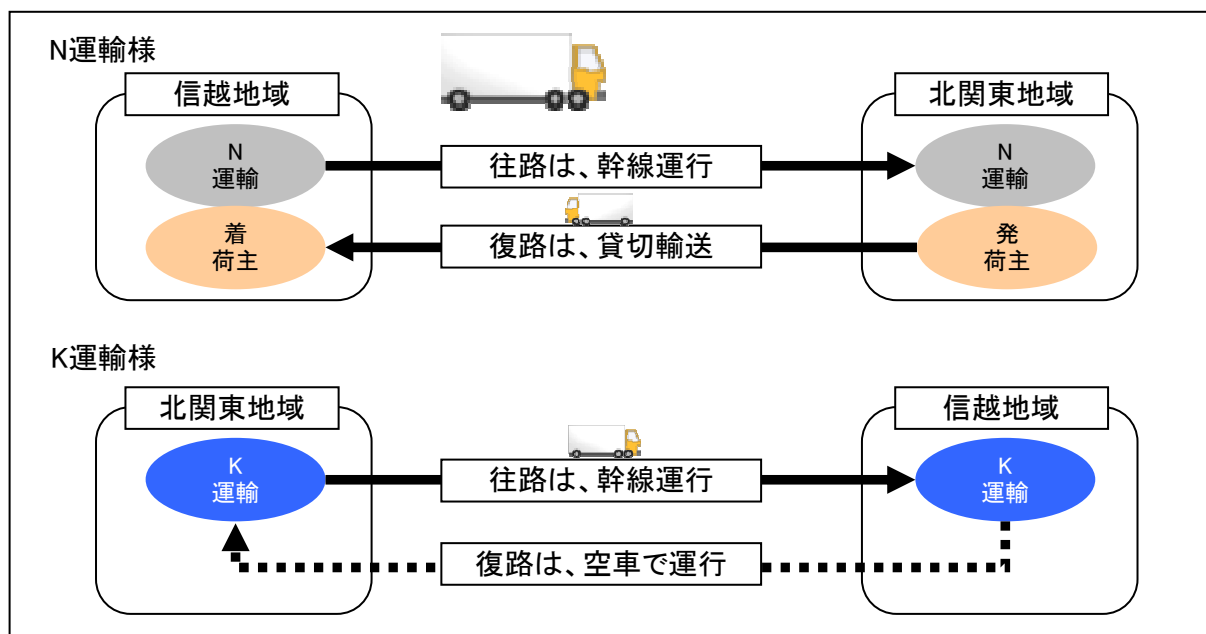 N運輸様
信越地域
北関東地域
N
運輸
往路は、幹線運行
N
運輸
着
荷主
復路は、貸切輸送
発
荷主
K運輸様
北関東地域
信越地域
K
運輸
往路は、幹線運行
K
運輸
復路は、空車で運行